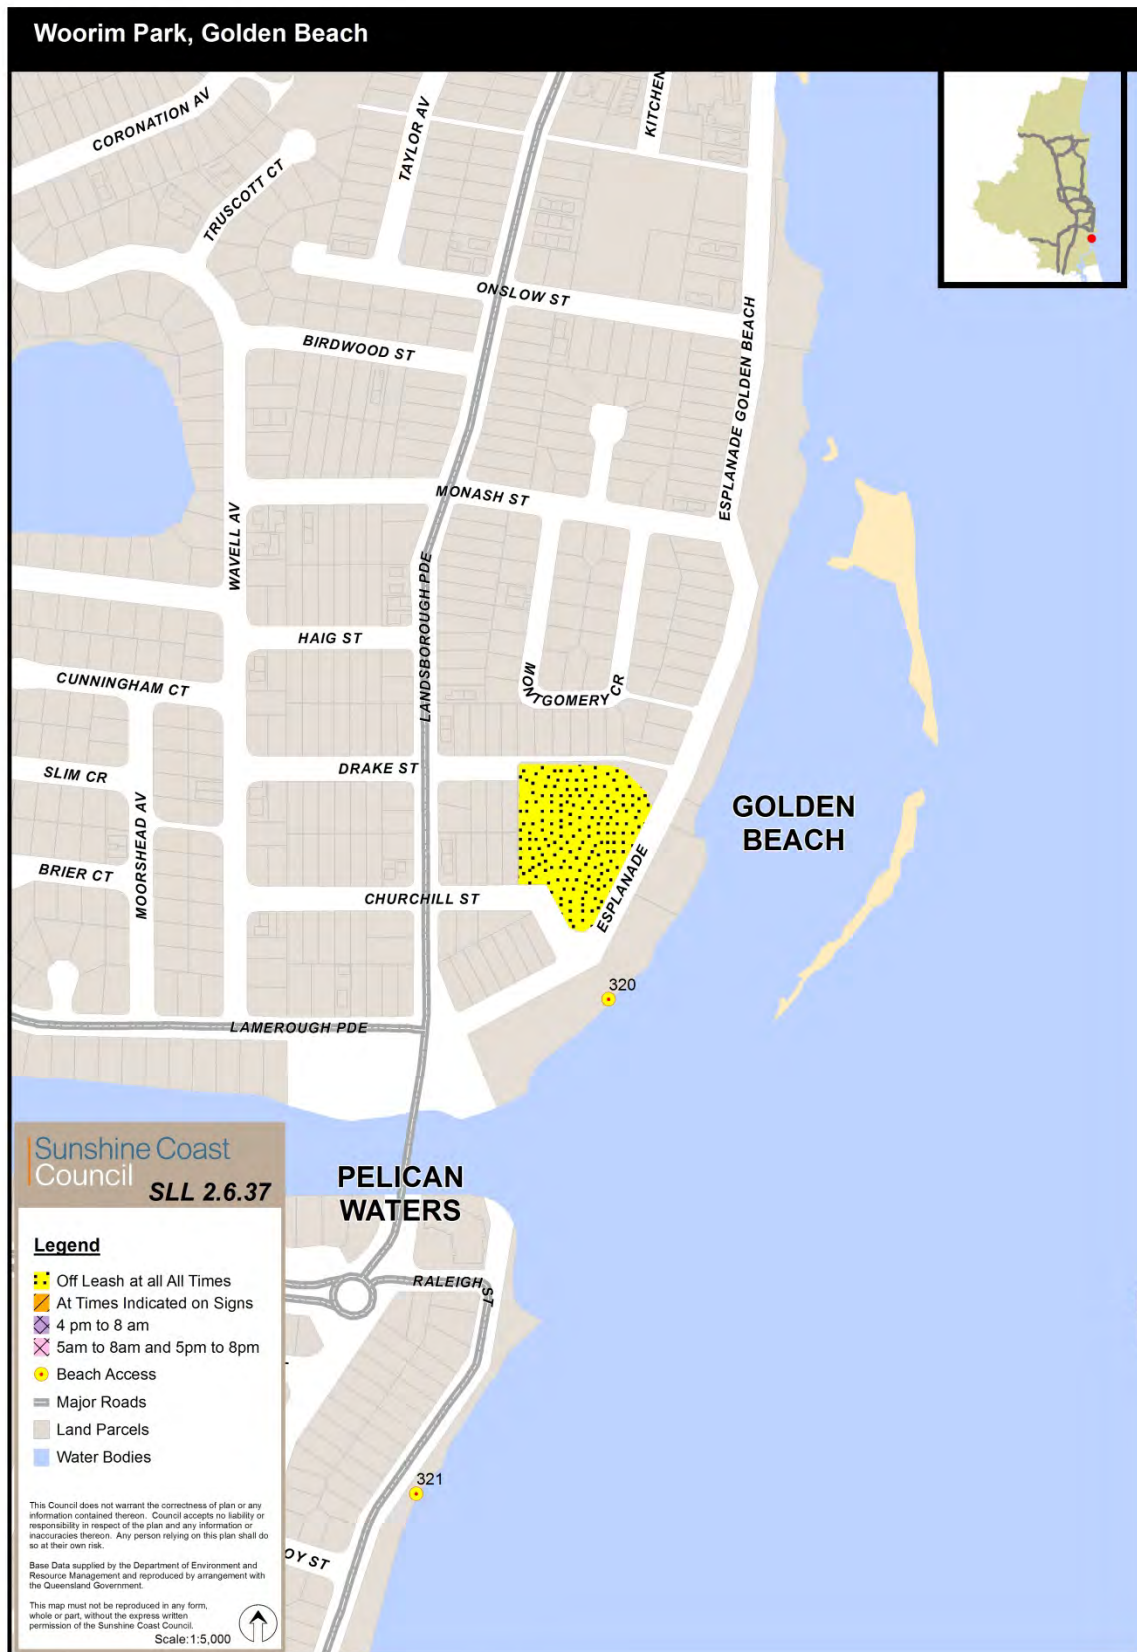 Woorim Park, Golden Beach
CORONATION AV
TAYLOR AV
KITCHEN
TRUSCOTT CT
ONSLOW ST
BIRDWOOD ST
ESPLANADE GOLDEN BEACH
MONASH ST
WAVELL AV
LANDSBOROUGH PDE
HAIG ST
CUNNINGHAM CT
MONTGOMERY CR
SLIM CR
DRAKE ST
MOORSHEAD AV
GOLDEN
BEACH
BRIER CT
CHURCHILL ST
ESPLANADE
320
LAMEROUGH PDE
PELICAN
WATERS
RALEIGH ST
321
OY ST
Sunshine Coast
Council
SLL 2.6.37
Legend
Off Leash at all All Times
At Times Indicated on Signs
4 pm to 8 am
5am to 8am and 5pm to 8pm
Beach Access
Major Roads
Land Parcels
Water Bodies
This Council does not warrant the correctness of plan or any
information contained thereon. Council accepts no liability or
responsibility in respect of the plan and any information or
inaccuracies thereon. Any person relying on this plan shall do
so at their own risk.
Base Data supplied by the Department of Environment and
Resource Management and reproduced by arrangement with
the Queensland Government.
This map must not be reproduced in any form,
whole or part, without the express written
permission of the Sunshine Coast Council.
Scale:1:5,000